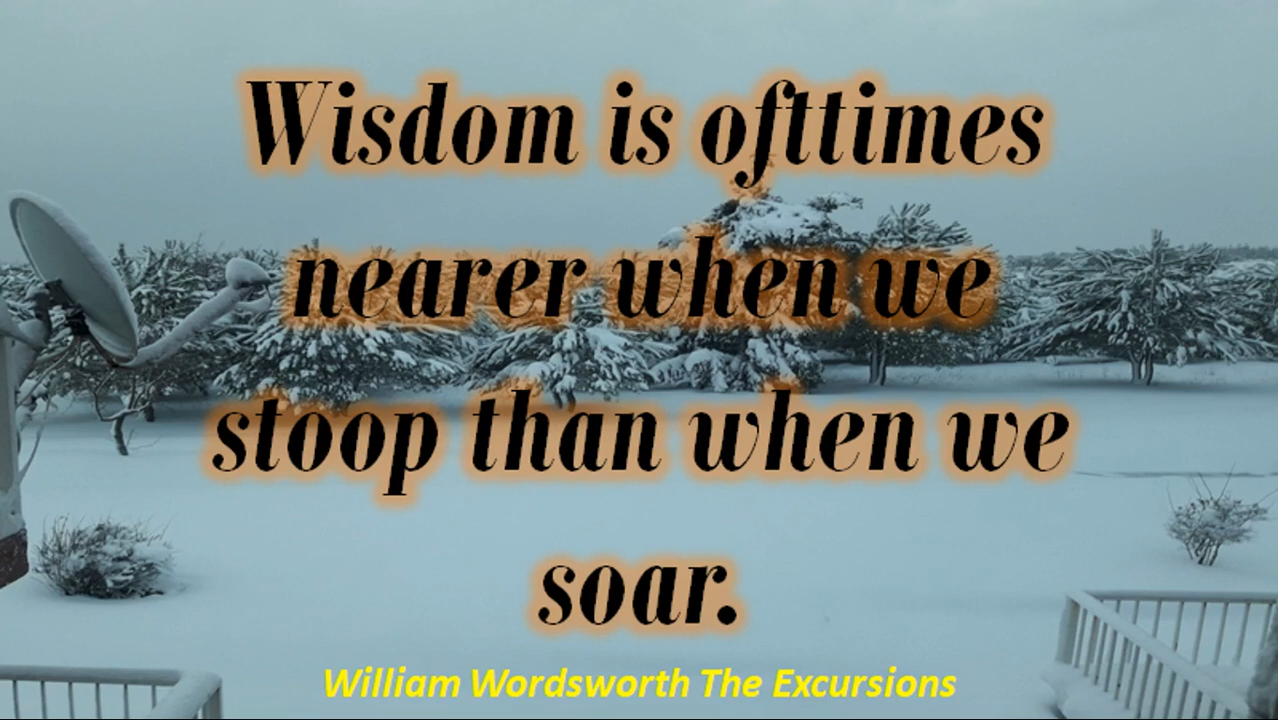 Wisdom is ofttimes
nearer when we
stoop than when we
soar.
William Wordsworth The Excursions